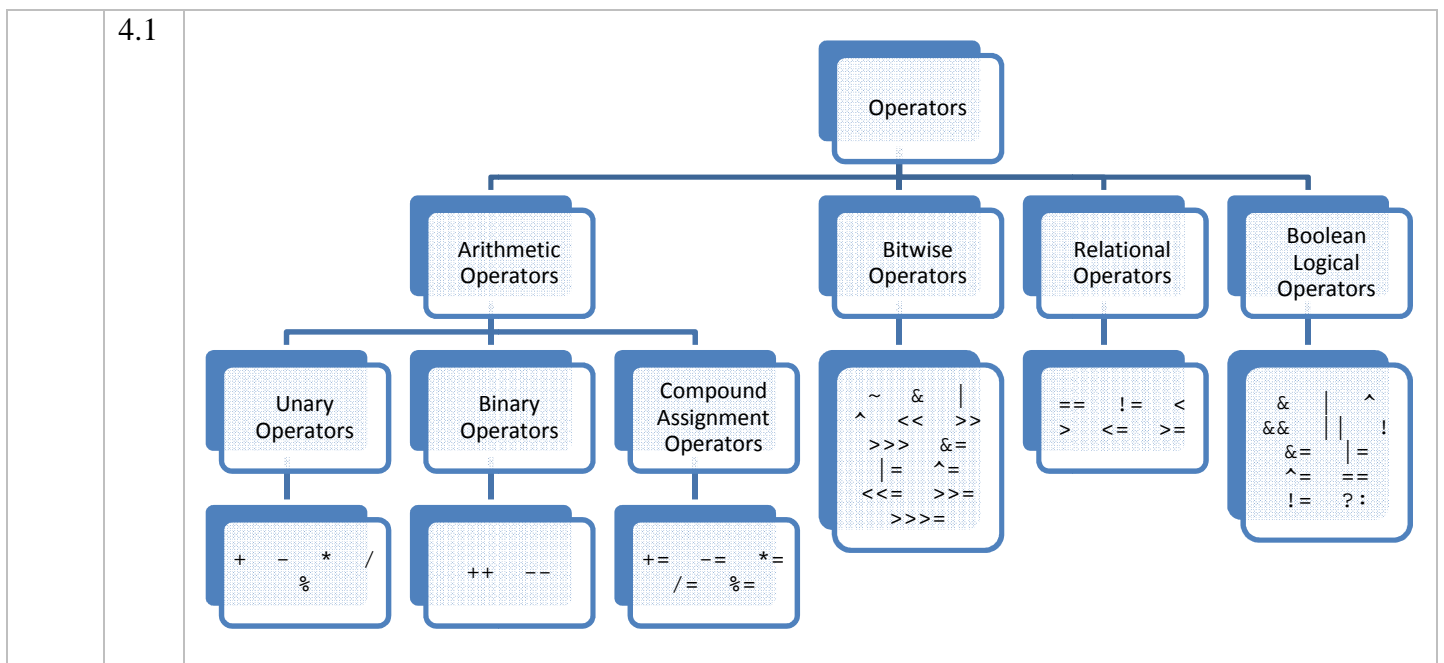 4.1
Operators
Arithmetic
Operators
Bitwise
Operators
Relational
Operators
Boolean
Logical
Operators
Unary
Operators
Binary
Operators
Compound
Assignment
Operators
~ & |
^ << >>
>>> &=
|= ^=
<<= >>=
>>>=
== != <
> <= >=
& | ^
&& || !
&= |=
^= ==
!= ?:
+ - * /
%
++ --
+= -= *=
/= %=